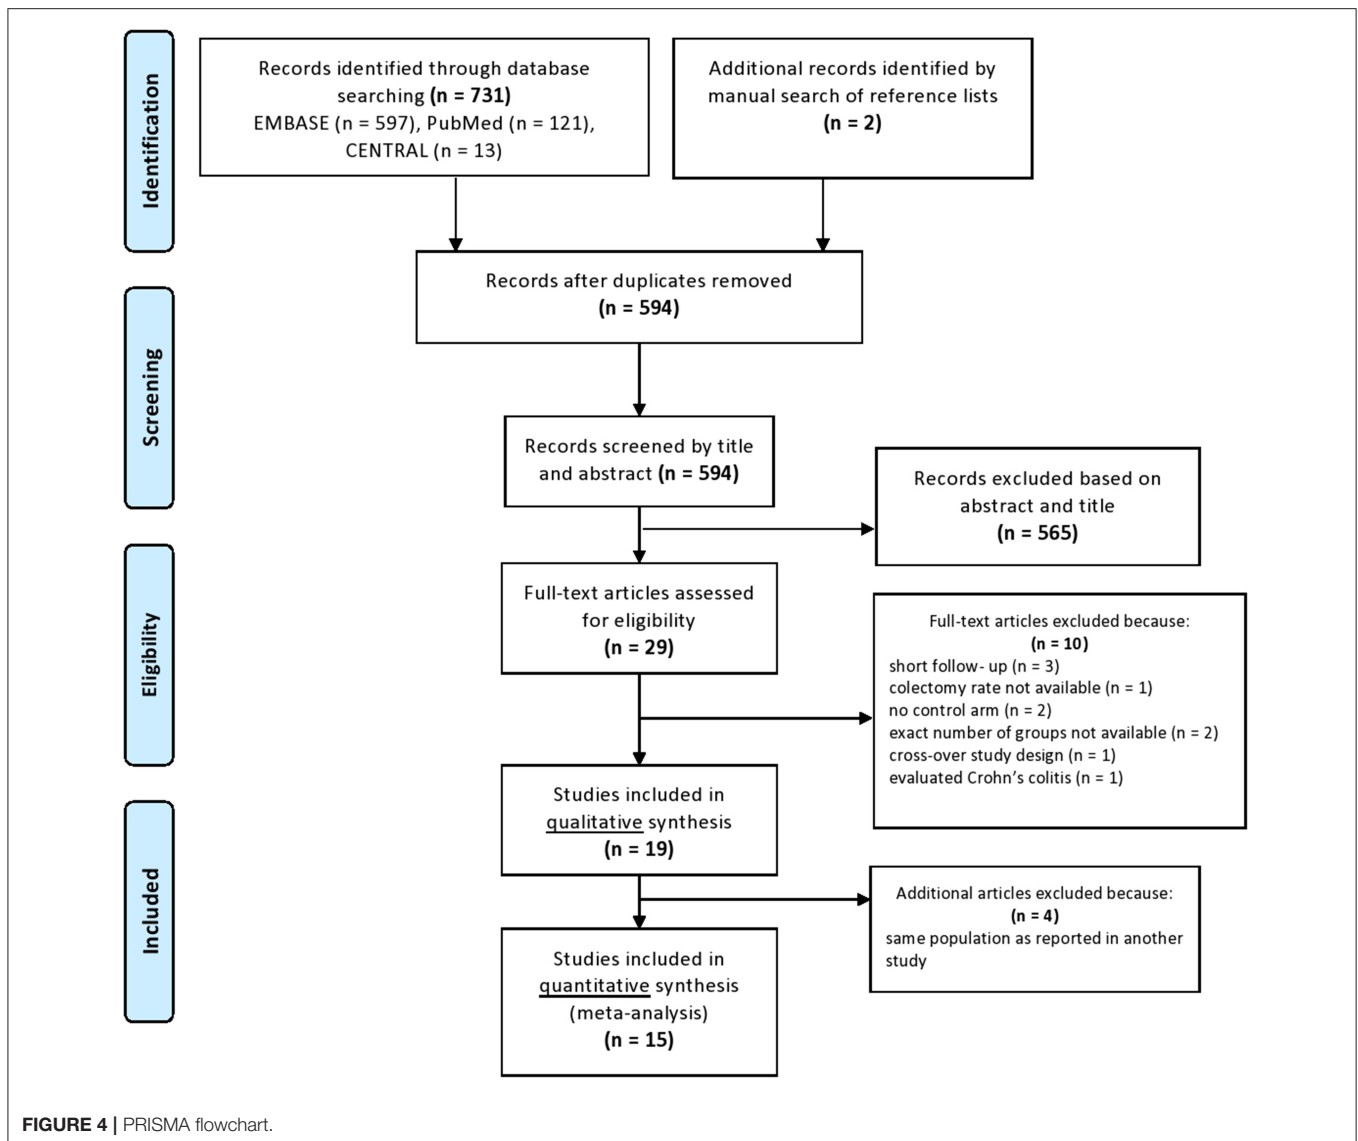 Identification
Records identified through database
searching (n = 731)
EMBASE (n = 597), PubMed (n = 121),
CENTRAL (n = 13)
Additional records identified by
manual search of reference lists
(n = 2)
Records after duplicates removed
(n = 594)
Screening
Records screened by title
and abstract (n = 594)
Records excluded based on
abstract and title
(n = 565)
Eligibility
Full-text articles assessed
for eligibility
(n = 29)
Full-text articles excluded because:
(n = 10)
short follow- up (n = 3)
colectomy rate not available (n = 1)
no control arm (n = 2)
exact number of groups not available (n = 2)
cross-over study design (n = 1)
evaluated Crohn's colitis (n = 1)
Studies included in
qualitative synthesis
(n = 19)
Included
Additional articles excluded because:
(n = 4)
same population as reported in another
study
Studies included in
quantitative synthesis
(meta-analysis)
(n = 15)
FIGURE 4 | PRISMA flowchart.